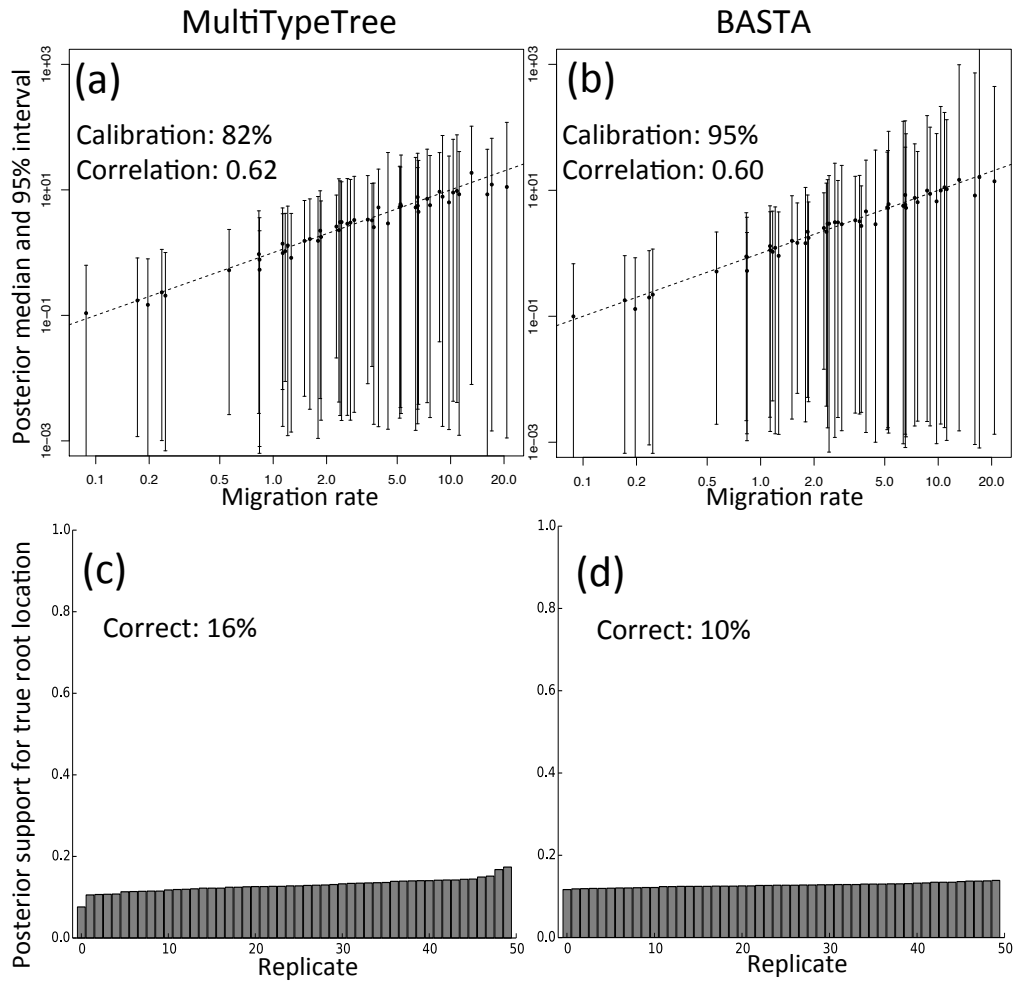 MultiTypeTree
BASTA
Posterior median and 95% interval
1e+03
1e+01
1e-01
1e-03
(a)
Calibration: 82%
Correlation: 0.62
0.1 0.2 0.5 1.0 2.0 5.0 10.0 20.0
Migration rate
1e+03
1e+01
1e-01
1e-03
(b)
Calibration: 95%
Correlation: 0.60
0.1 0.2 0.5 1.0 2.0 5.0 10.0 20.0
Migration rate
Posterior support for true root location
1.0
0.8
0.6
0.4
0.2
0.0
(c)
Correct: 16%
0 10 20 30 40 50
Replicate
1.0
0.8
0.6
0.4
0.2
0.0
(d)
Correct: 10%
0 10 20 30 40 50
Replicate